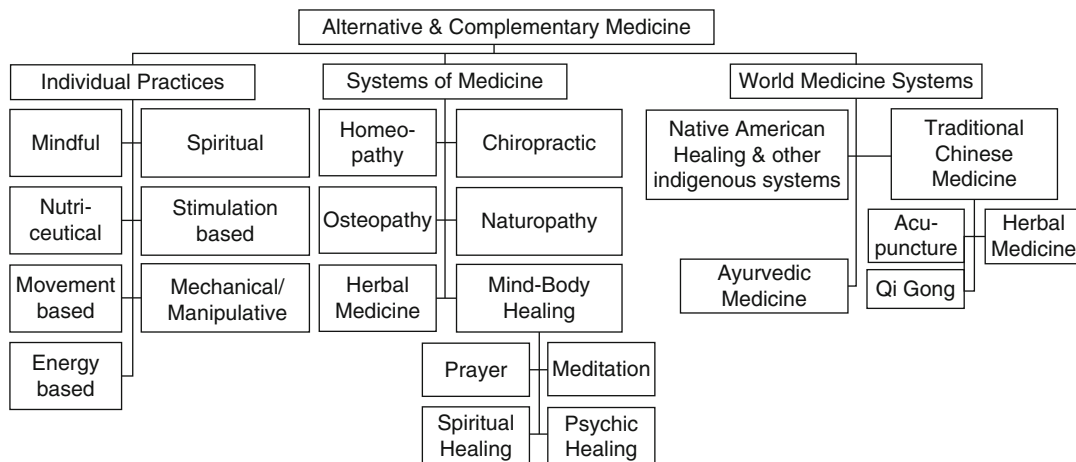 Alternative & Complementary Medicine
Individual Practices
Systems of Medicine
World Medicine Systems
Mindful
Spiritual
Nutri-
ceutical
Stimulation
based
Movement
based
Mechanical/
Manipulative
Energy
based
Homeo-
pathy
Chiropractic
Osteopathy
Naturopathy
Herbal
Medicine
Mind-Body
Healing
Prayer
Meditation
Spiritual
Healing
Psychic
Healing
Native American
Healing & other
indigenous systems
Traditional
Chinese
Medicine
Acu-
puncture
Herbal
Medicine
Qi Gong
Ayurvedic
Medicine